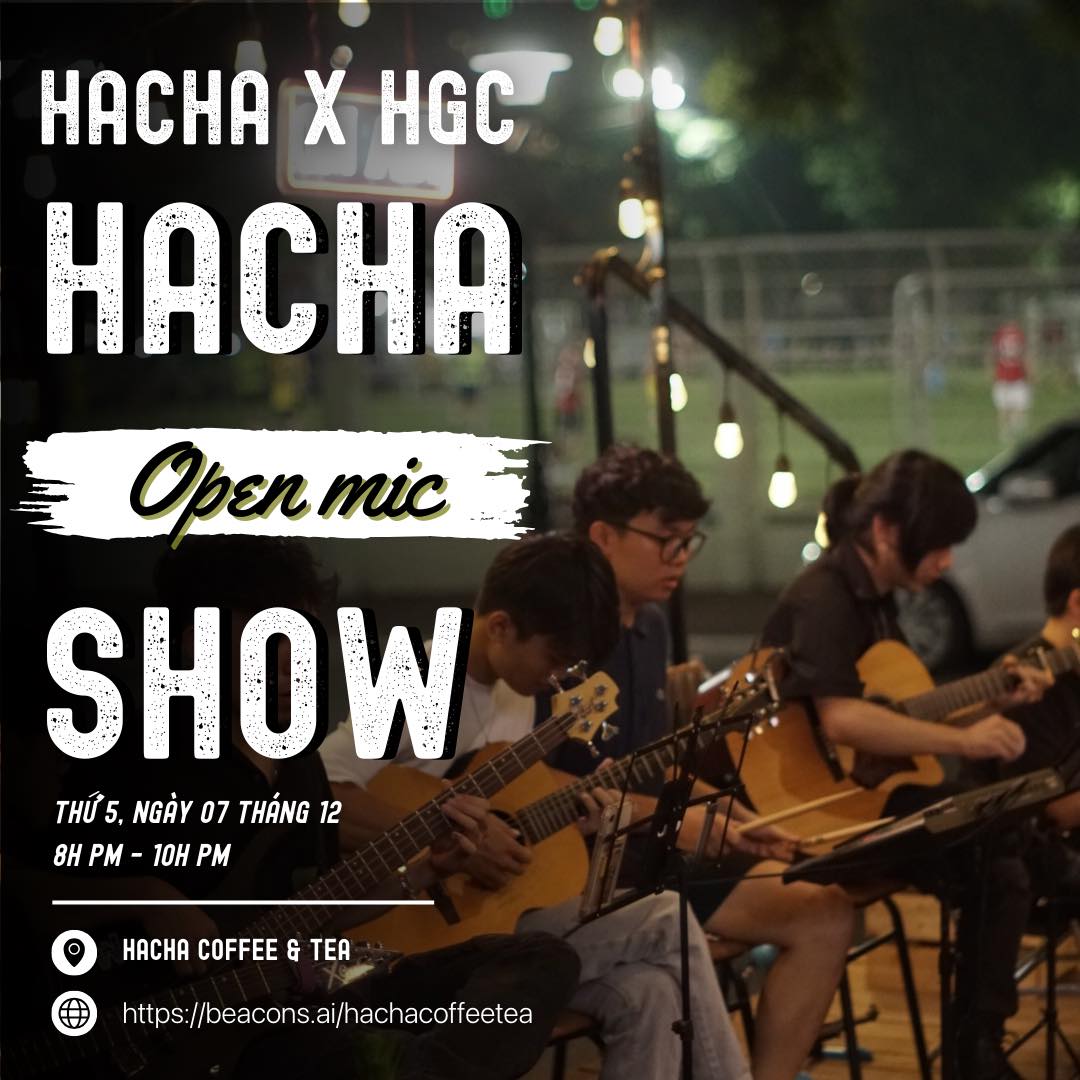 HACHA X HGC
HACHA
Open mic
SHOW
THỨ 5, NGÀY 07 THÁNG 12
8H PM - 10H PM
HACHA COFFEE & TEA
https://beacons.ai/hachacoffeetea